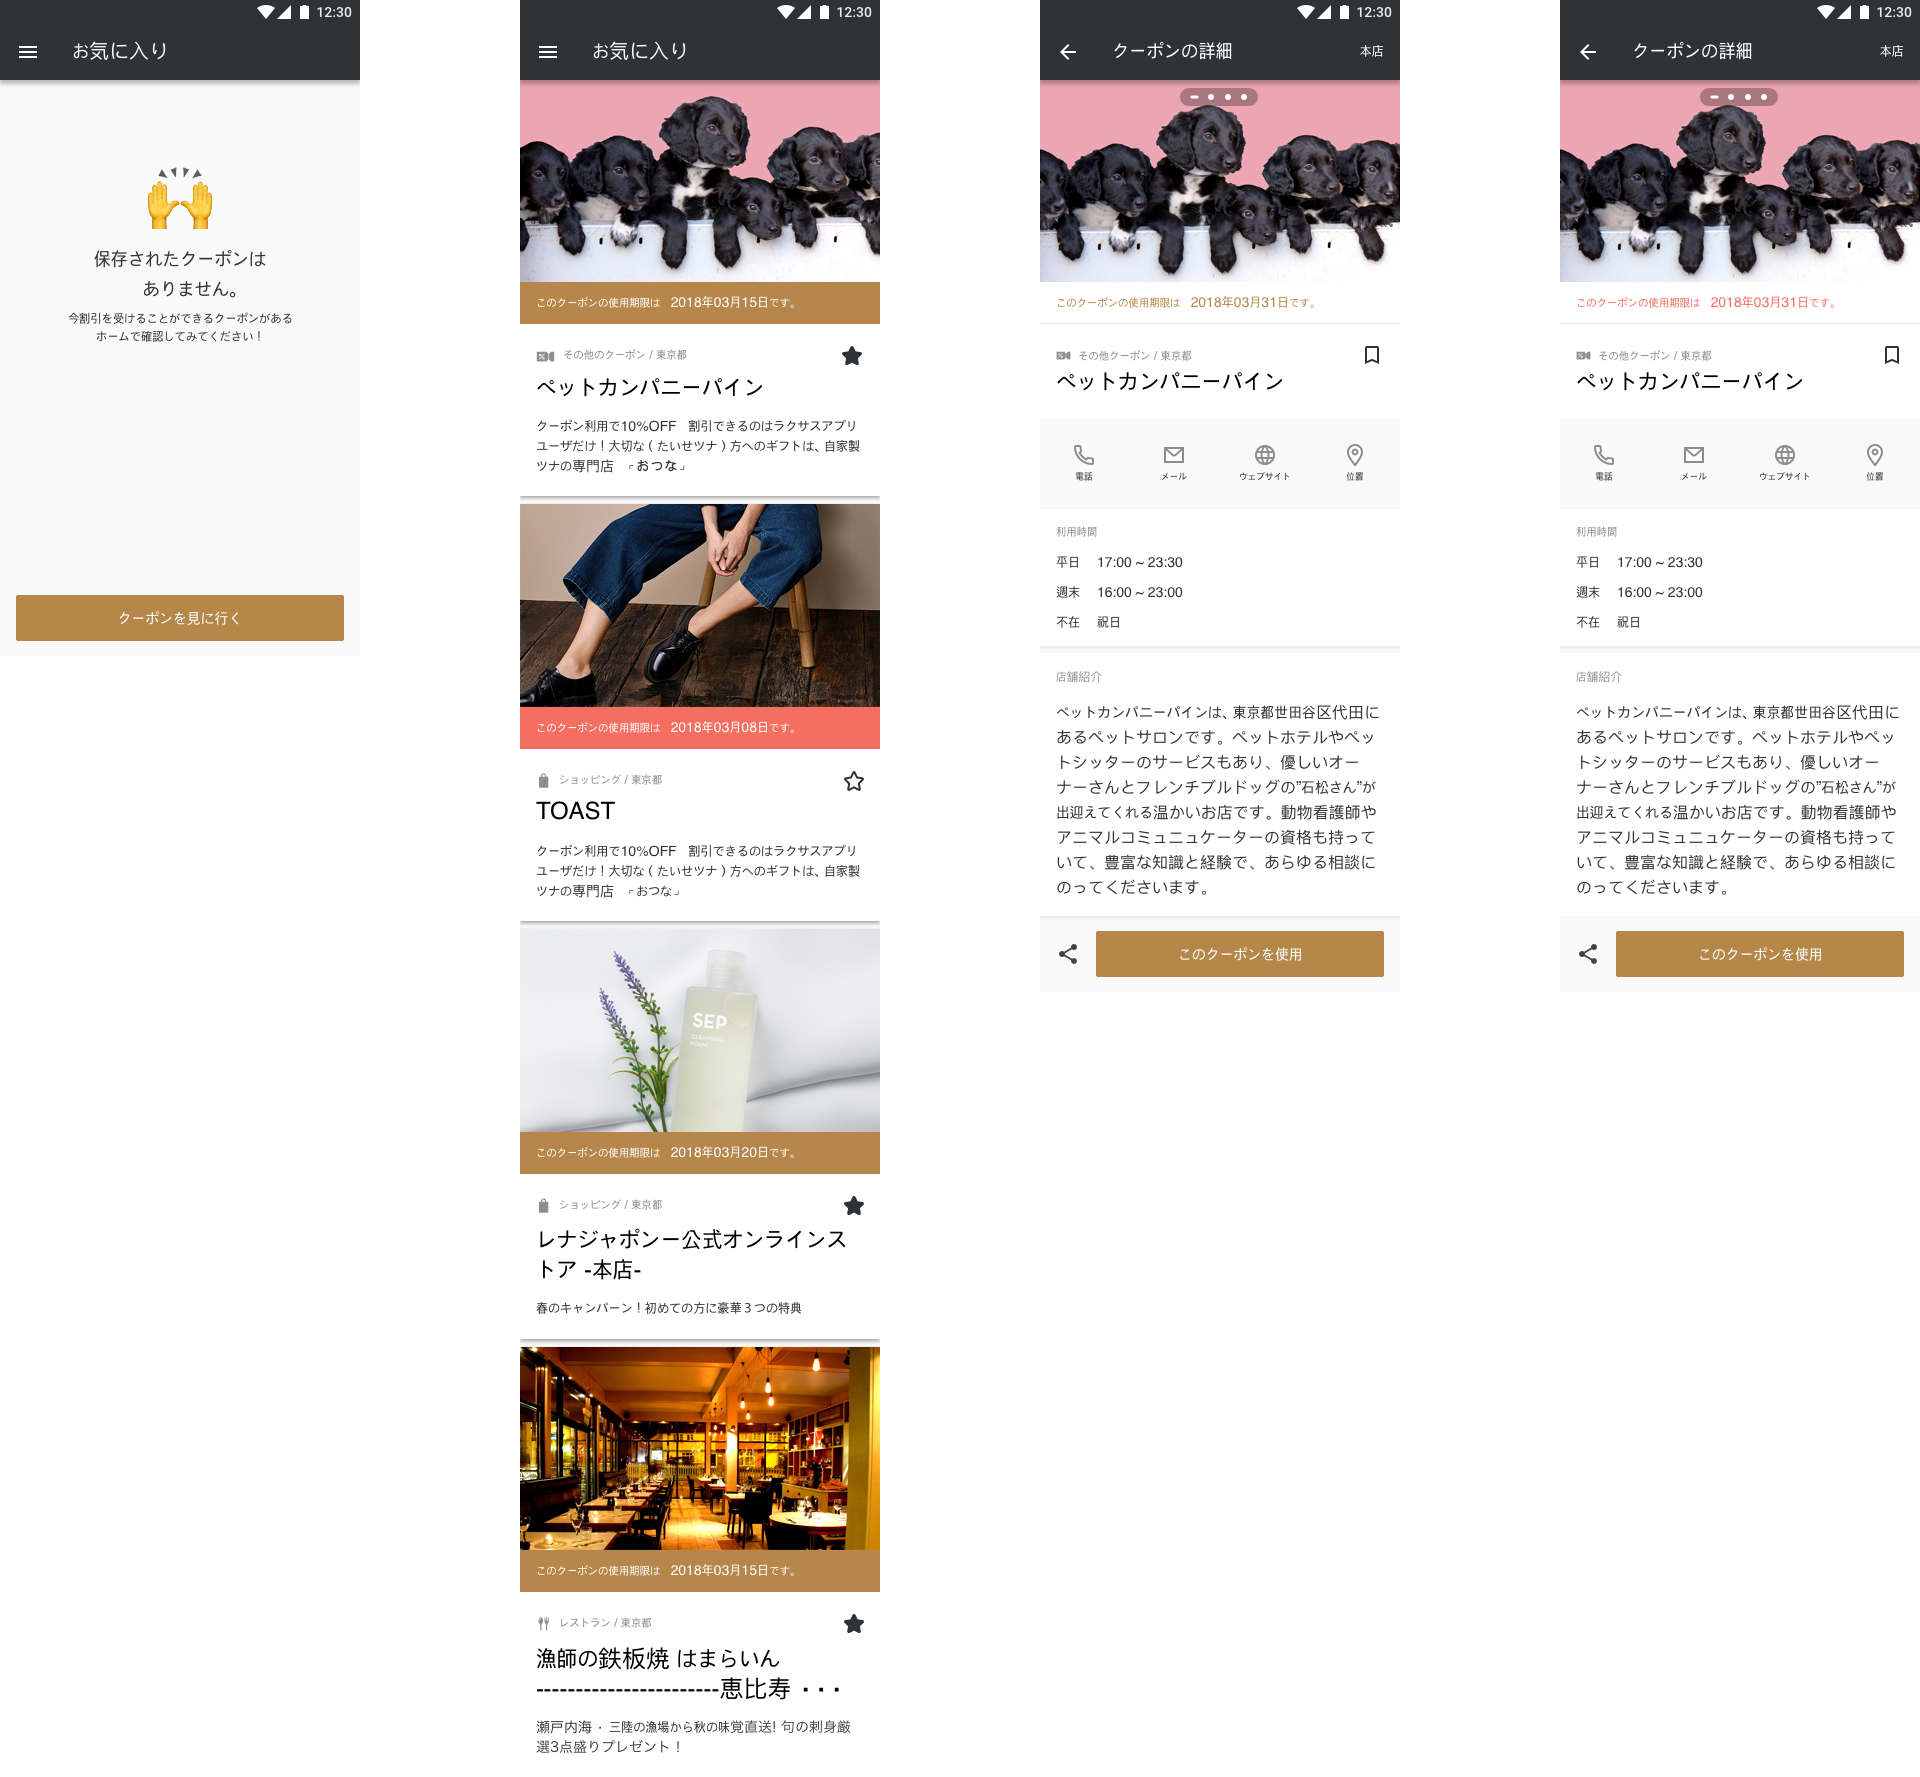 12:30
お気に入り
保存されたクーポンは
ありません。
今割引を受けることができるクーポンがある
ホームで確認してみてください！
クーポンを見に行く
12:30
お気に入り
このクーポンの使用期限は 2018年03月15日です。
その他のクーポン / 東京都
ペットカンパニーパイン
クーポン利用で10%OFF 割引できるのはラクサスアプリ
ユーザだけ！大切な（たいせツナ）方へのギフトは、自家製
ツナの専門店 「おつな」
このクーポンの使用期限は 2018年03月08日です。
ショッピング / 東京都
TOAST
クーポン利用で10%OFF 割引できるのはラクサスアプリ
ユーザだけ！大切な（たいせツナ）方へのギフトは、自家製
ツナの専門店 「おつな」
SEP
CLEANSING
FOAM
このクーポンの使用期限は 2018年03月20日です。
ショッピング / 東京都
レナジャポンー公式オンラインス
トア -本店-
春のキャンパーン！初めての方に豪華３つの特典
このクーポンの使用期限は 2018年03月15日です。
レストラン / 東京都
漁師の鉄板焼 はまらいん
-----------------------恵比寿 ・・・
瀬戸内海・三陸の漁場から秋の味覚直送! 旬の刺身厳
選3点盛りプレゼント！
12:30
クーポンの詳細 本店
このクーポンの使用期限は 2018年03月31日です。
その他クーポン / 東京都
ペットカンパニーパイン
電話 メール ウェブサイト 位置
利用時間
平日 17:00 ~ 23:30
週末 16:00 ~ 23:00
不在 祝日
店舗紹介
ペットカンパニーパインは、東京都世田谷区代田に
あるペットサロンです。ペットホテルやペッ
トシッターのサービスもあり、優しいオー
ナーさんとフレンチブルドッグの”石松さん”が
出迎えてくれる温かいお店です。動物看護師や
アニマルコミュニュケーターの資格も持って
いて、豊富な知識と経験で、あらゆる相談に
のってくださいます。
このクーポンを使用
12:30
クーポンの詳細 本店
このクーポンの使用期限は 2018年03月31日です。
その他クーポン / 東京都
ペットカンパニーパイン
電話 メール ウェブサイト 位置
利用時間
平日 17:00 ~ 23:30
週末 16:00 ~ 23:00
不在 祝日
店舗紹介
ペットカンパニーパインは、東京都世田谷区代田に
あるペットサロンです。ペットホテルやペッ
トシッターのサービスもあり、優しいオー
ナーさんとフレンチブルドッグの”石松さん”が
出迎えてくれる温かいお店です。動物看護師や
アニマルコミュニュケーターの資格も持って
いて、豊富な知識と経験で、あらゆる相談に
のってくださいます。
このクーポンを使用